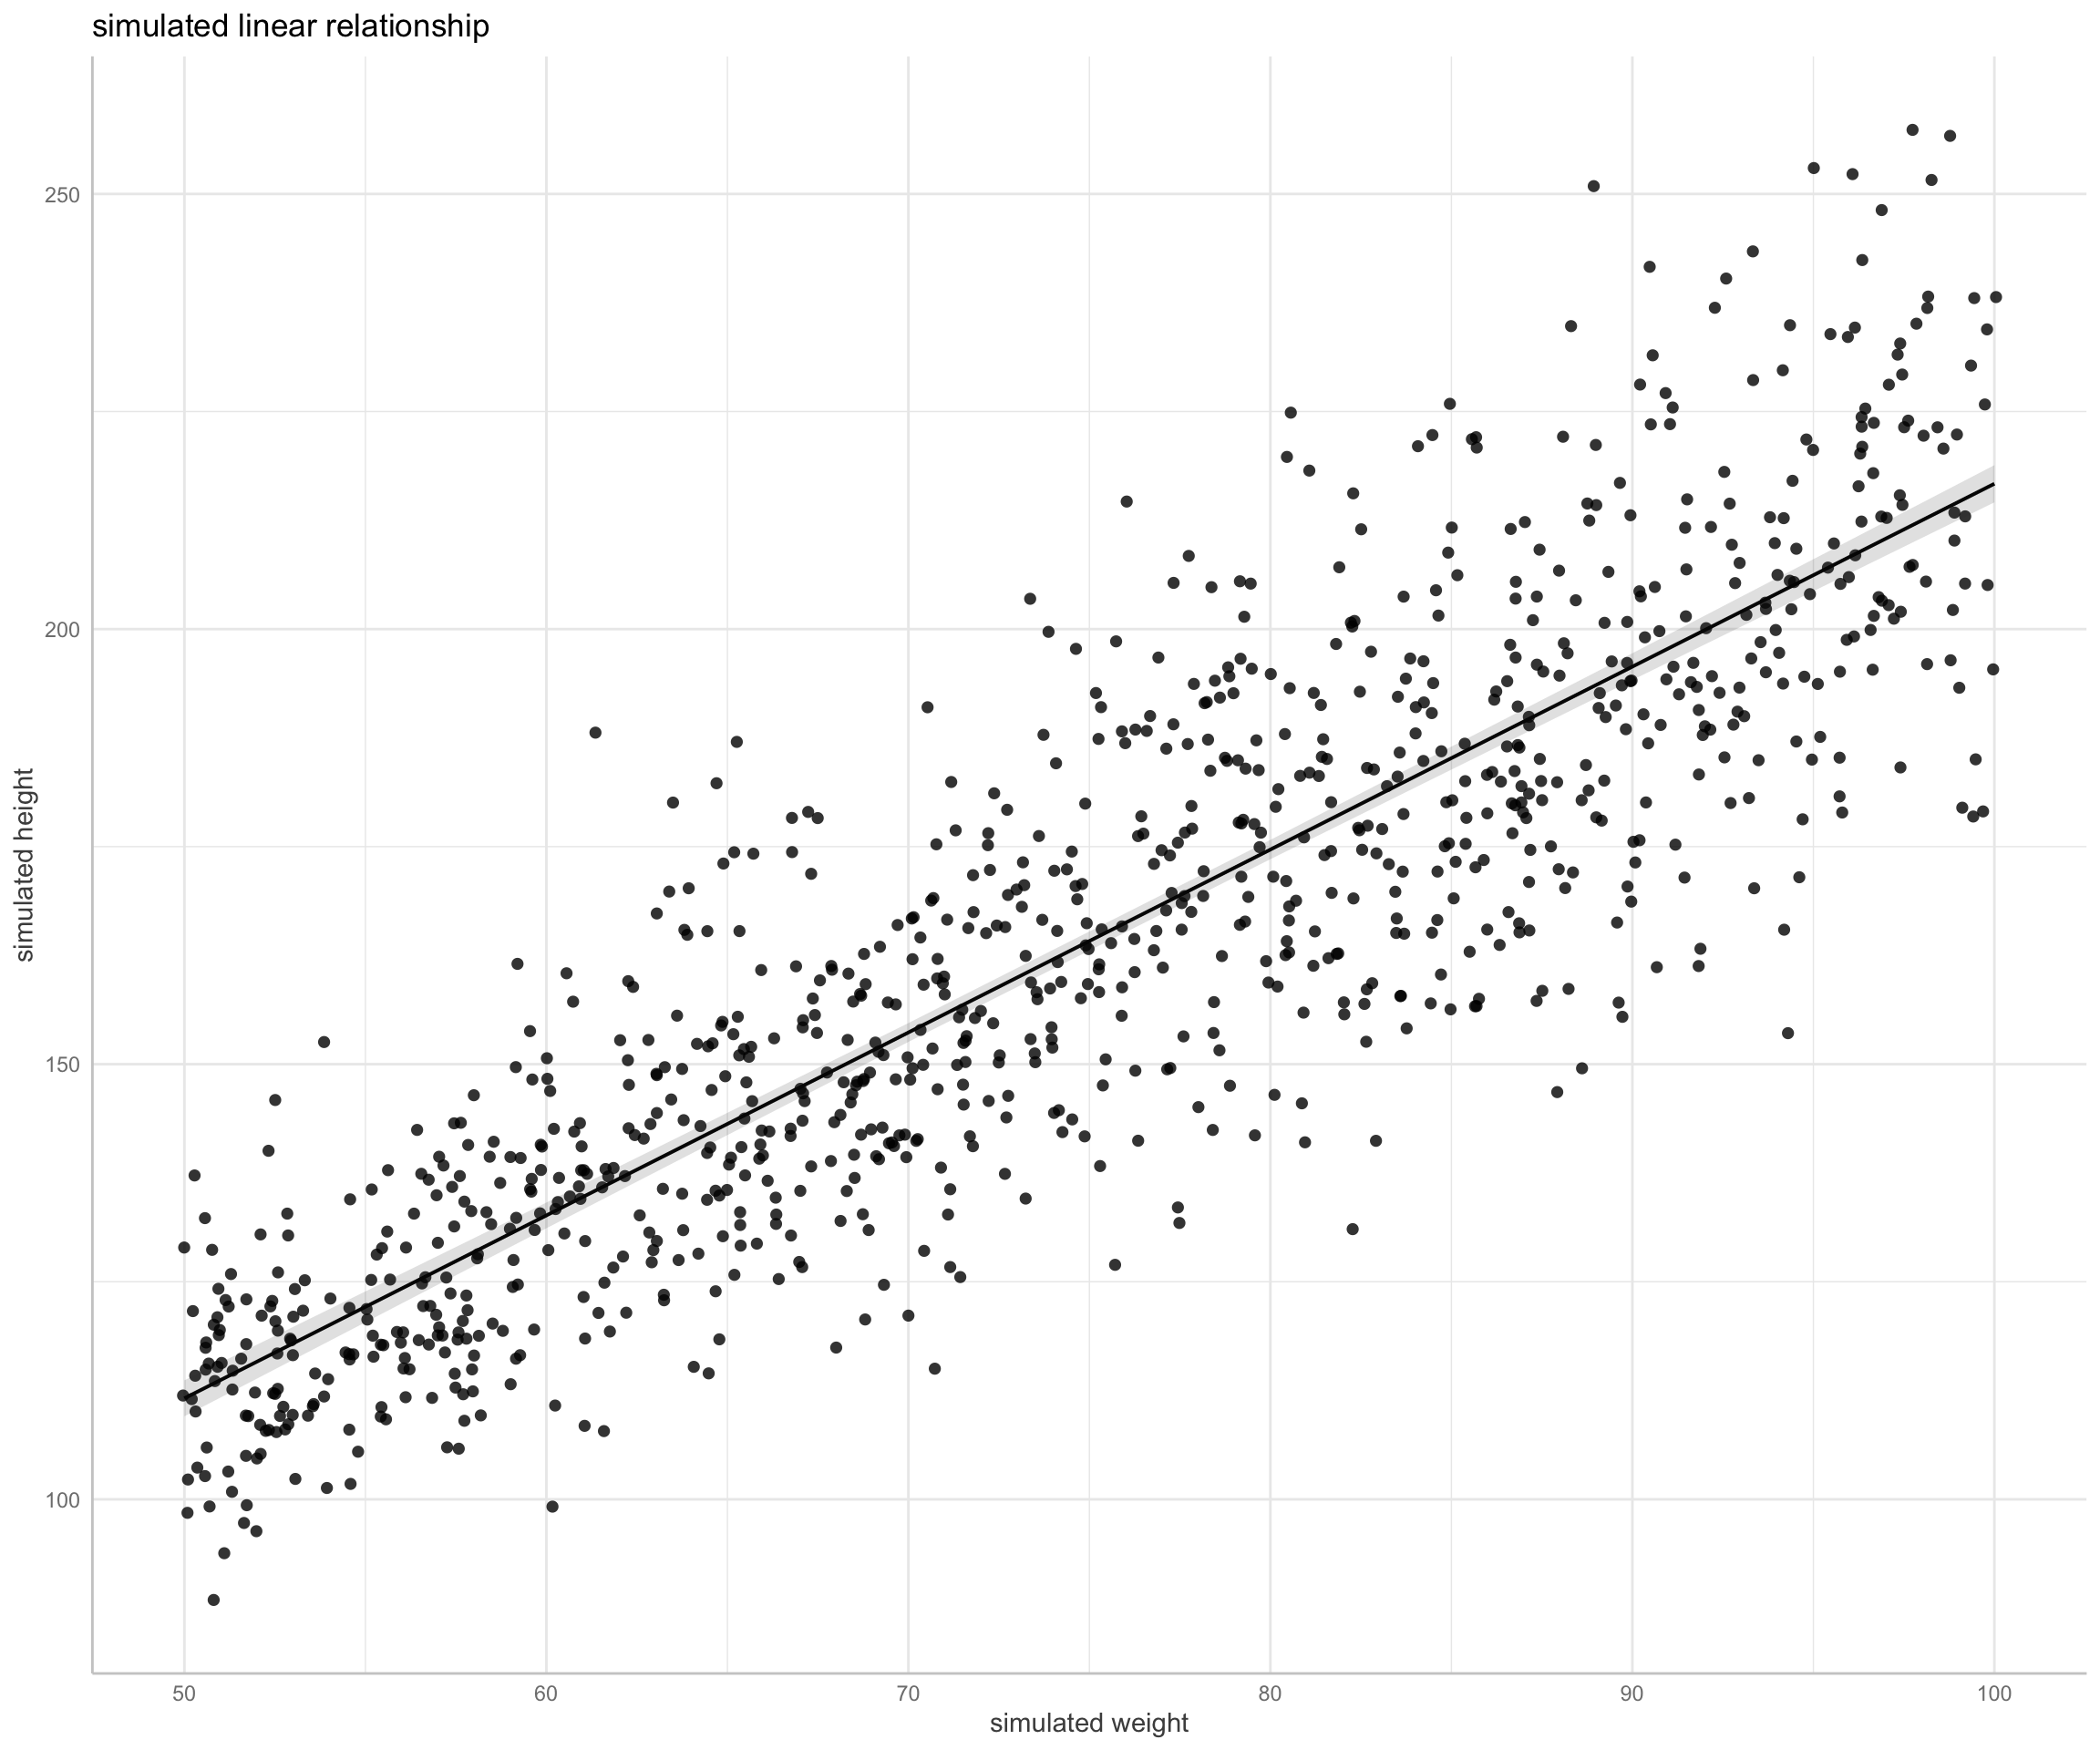 simulated linear relationship
250
200
150
100
simulated height
50 60 70 80 90 100
simulated weight